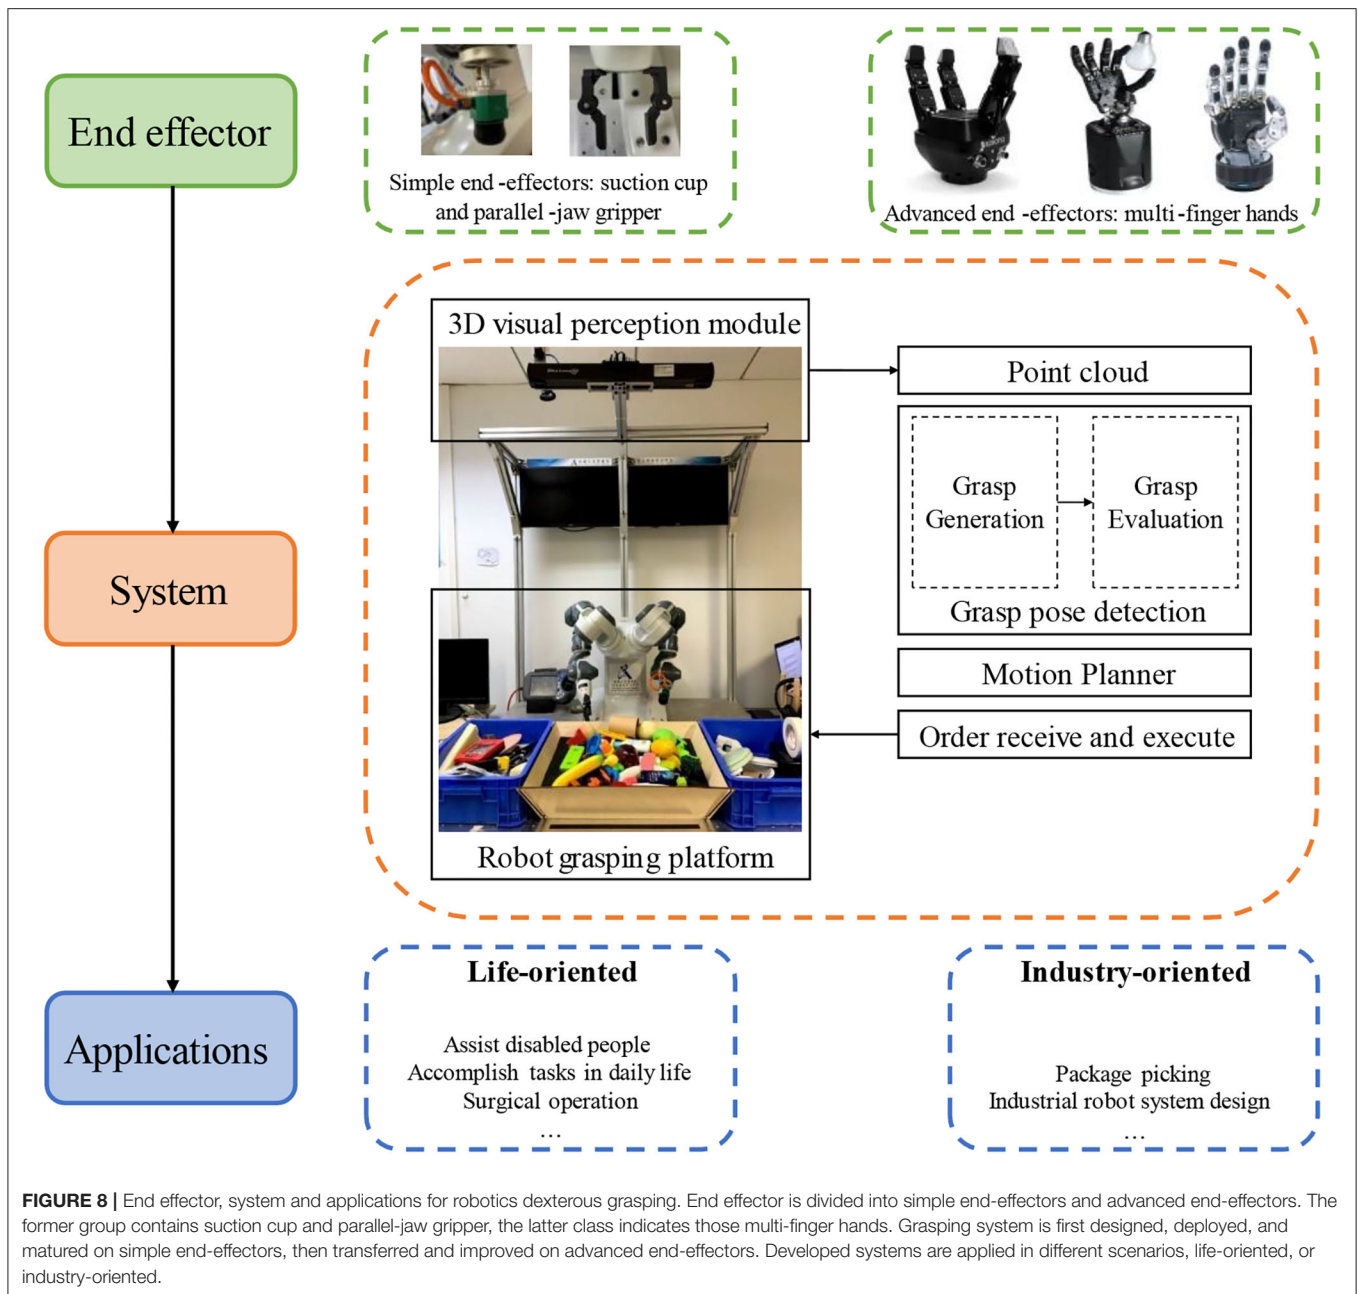 End effector
Simple end -effectors: suction cup
and parallel -jaw gripper
Advanced end -effectors: multi-finger hands
System
3D visual perception module
Point cloud
Grasp
Generation
Grasp
Evaluation
Grasp pose detection
Motion Planner
Order receive and execute
Robot grasping platform
Applications
Life-oriented
Assist disabled people
Accomplish tasks in daily life
Surgical operation
…
Industry-oriented
Package picking
Industrial robot system design
…
FIGURE 8 | End effector, system and applications for robotics dexterous grasping. End effector is divided into simple end-effectors and advanced end-effectors. The
former group contains suction cup and parallel-jaw gripper, the latter class indicates those multi-finger hands. Grasping system is first designed, deployed, and
matured on simple end-effectors, then transferred and improved on advanced end-effectors. Developed systems are applied in different scenarios, life-oriented, or
industry-oriented.